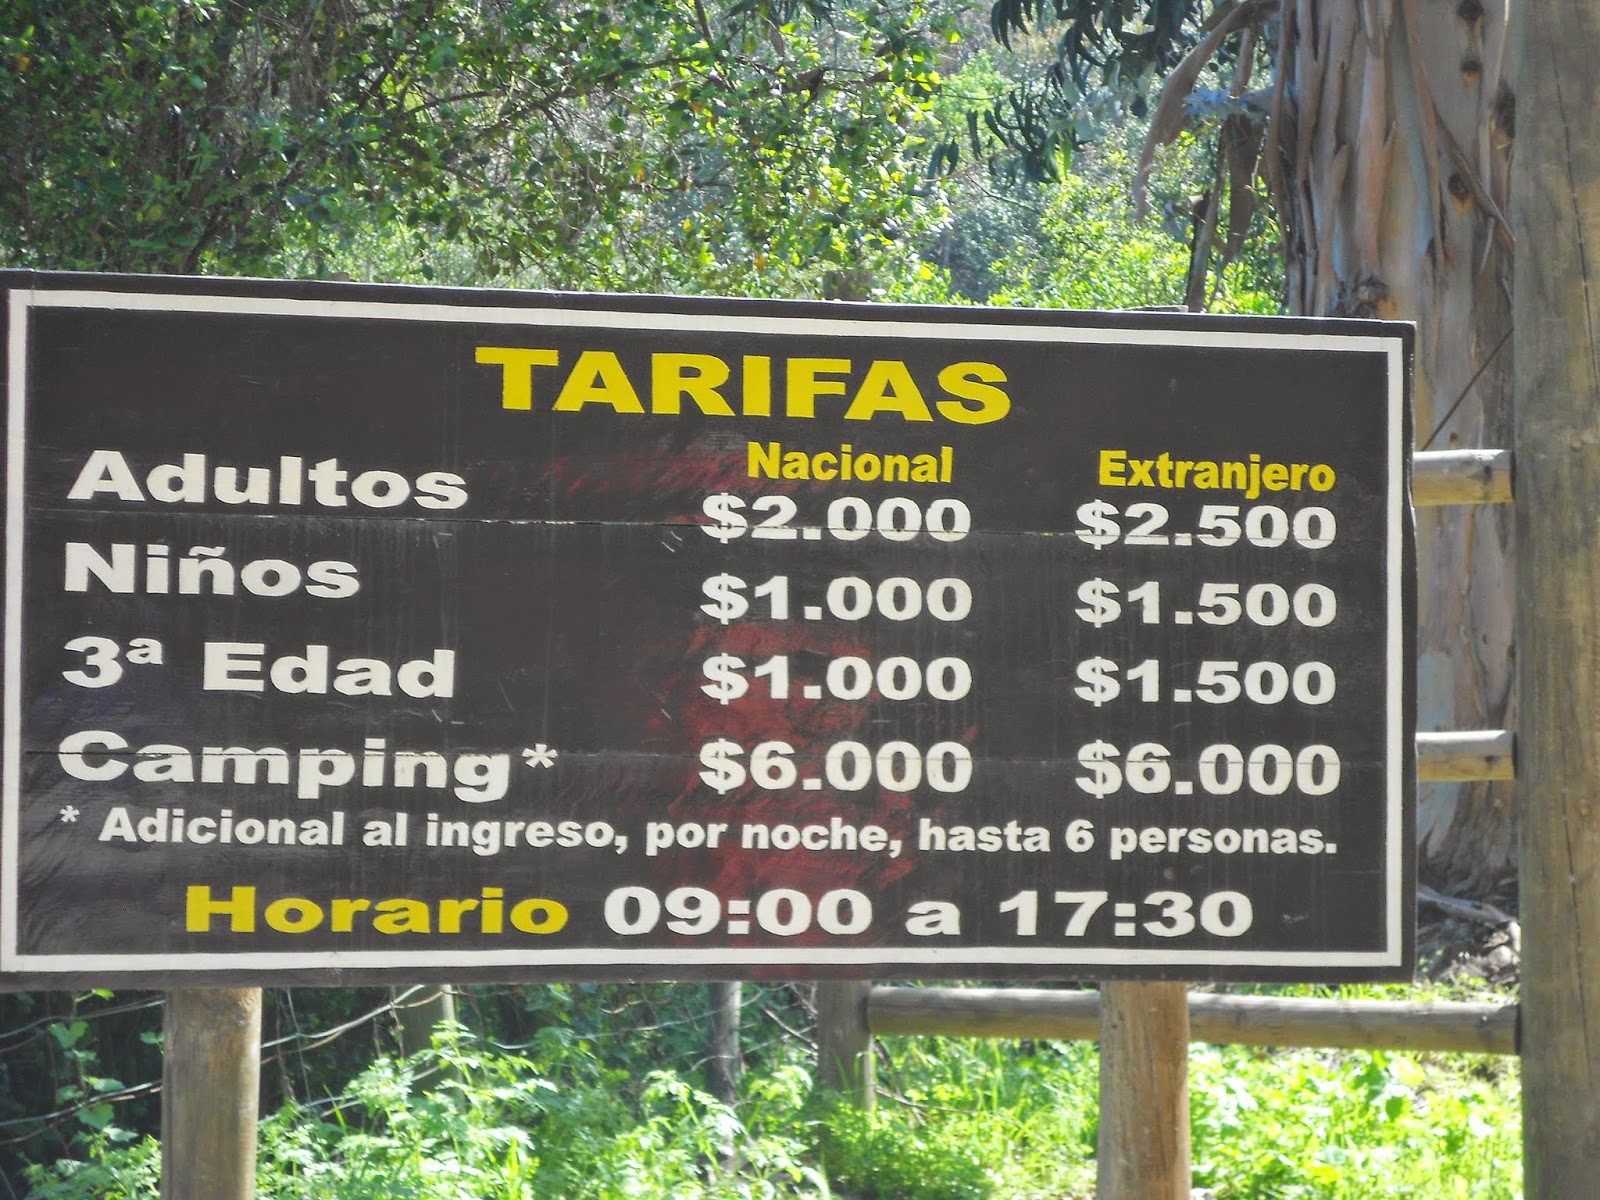 TARIFAS
Nacional Extranjero
Adultos $2.000 $2.500
Niños $1.000 $1.500
3ª Edad $1.000 $1.500
Camping* $6.000 $6.000
* Adicional al ingreso, por noche, hasta 6 personas.
Horario 09:00 a 17:30